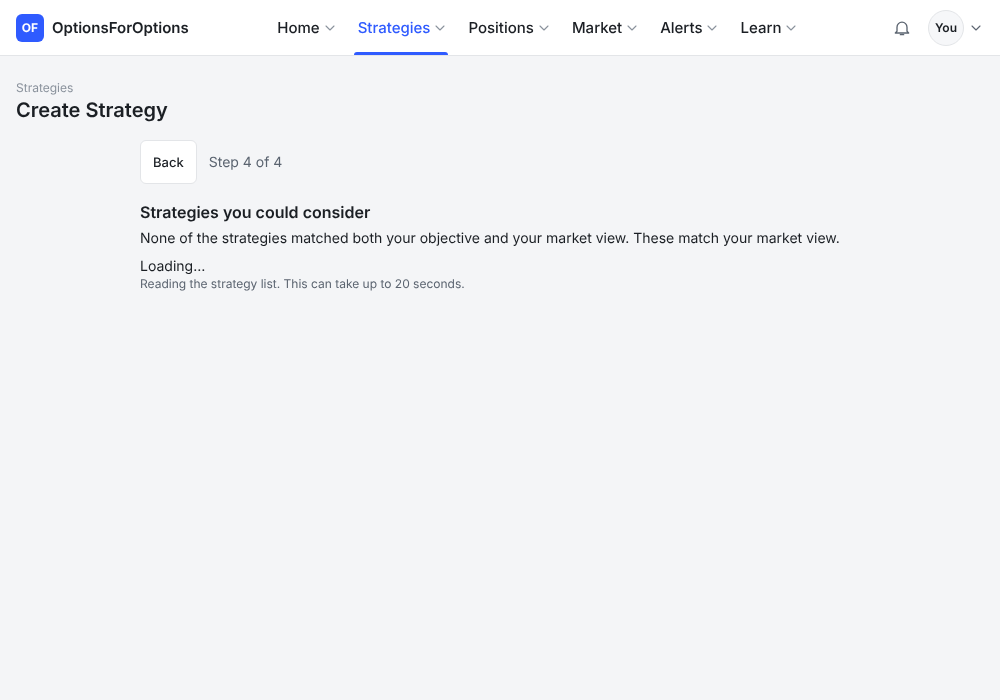 OF OptionsForOptions Home Strategies Positions Market Alerts Learn You
Strategies
Create Strategy
Back Step 4 of 4
Strategies you could consider
None of the strategies matched both your objective and your market view. These match your market view.
Loading...
Reading the strategy list. This can take up to 20 seconds.